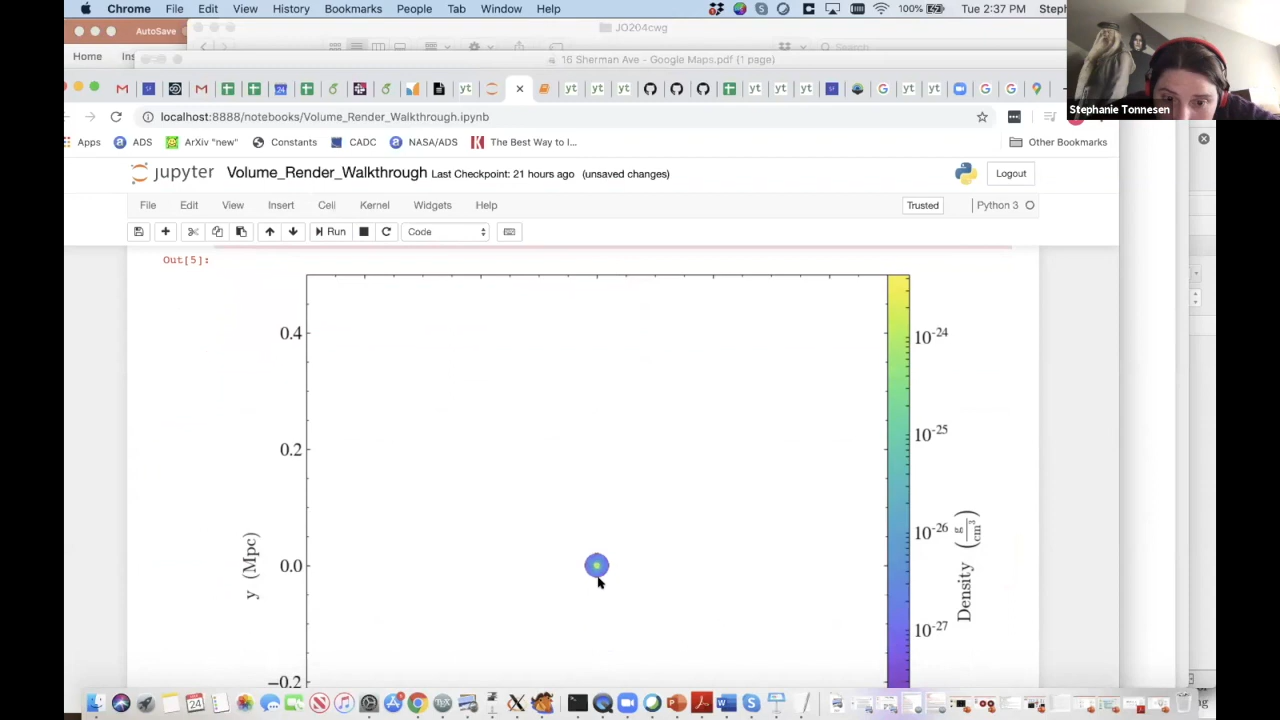 Chrome File Edit View History Bookmarks People Tab Window Help 100% Tue 2:37 PM Steph
AutoSave JO204cwg
Home Search
16 Sherman Ave - Google Maps.pdf (1 page)
localhost:8888/notebooks/Volume_Render_Walkthrough.ipynb
Apps ADS ArXiv "new" Constants CADC NASA/ADS The Best Way to I... Other Bookmarks
Stephanie Tonnesen
jupyter Volume_Render_Walkthrough Last Checkpoint: 21 hours ago (unsaved changes) Logout
File Edit View Insert Cell Kernel Widgets Help Trusted Python 3
Run Code
Out[5]:
0.4
0.2
0.0
−0.2
y (Mpc)
10-24
10-25
10-26
10-27
Density (g/cm3)